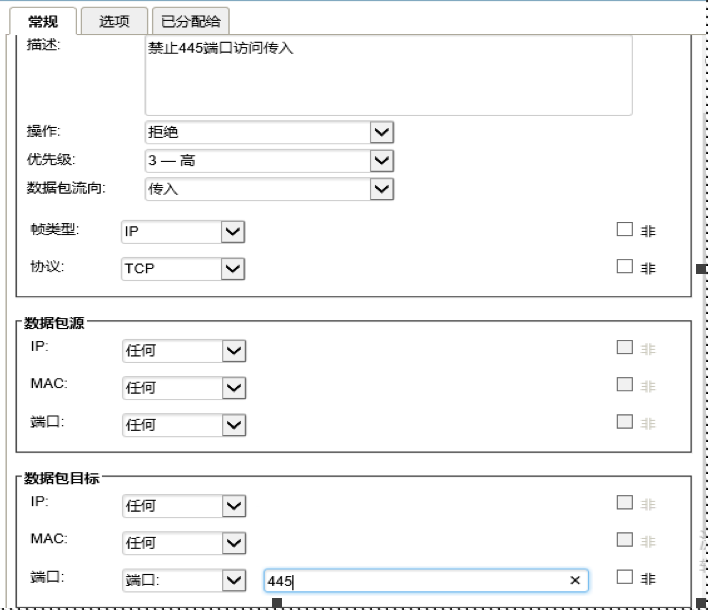 常规 选项 已分配给
描述: 禁止445端口访问传入
操作: 拒绝
优先级: 3 — 高
数据包流向: 传入
帧类型: IP 非
协议: TCP 非
数据包源
IP: 任何 非
MAC: 任何 非
端口: 任何 非
数据包目标
IP: 任何 非
MAC: 任何 非
端口: 端口: 445 × 非